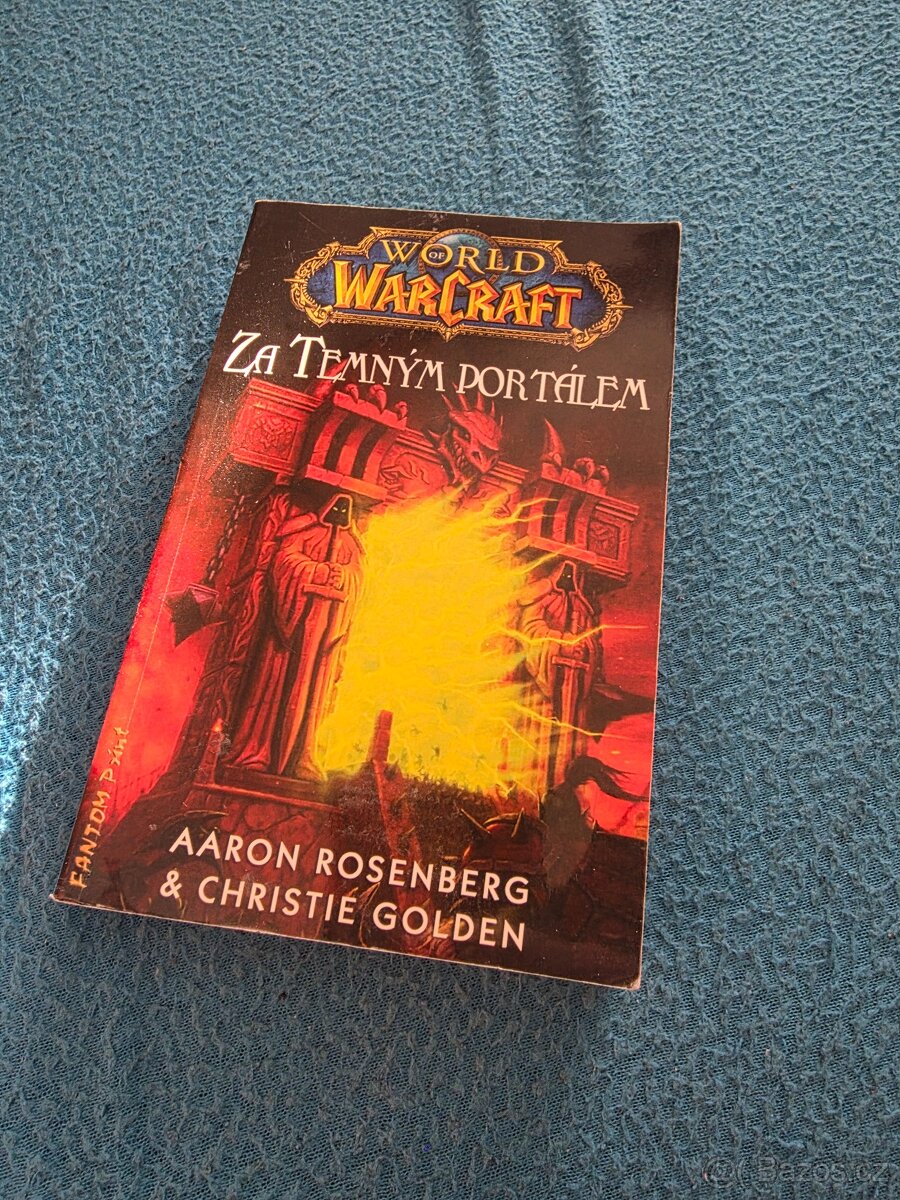 WORLD
OF
WARCRAFT
ZA TEMNÝM PORTÁLEM
FANTOM Print
AARON ROSENBERG
& CHRISTIE GOLDEN
Bazos.cz